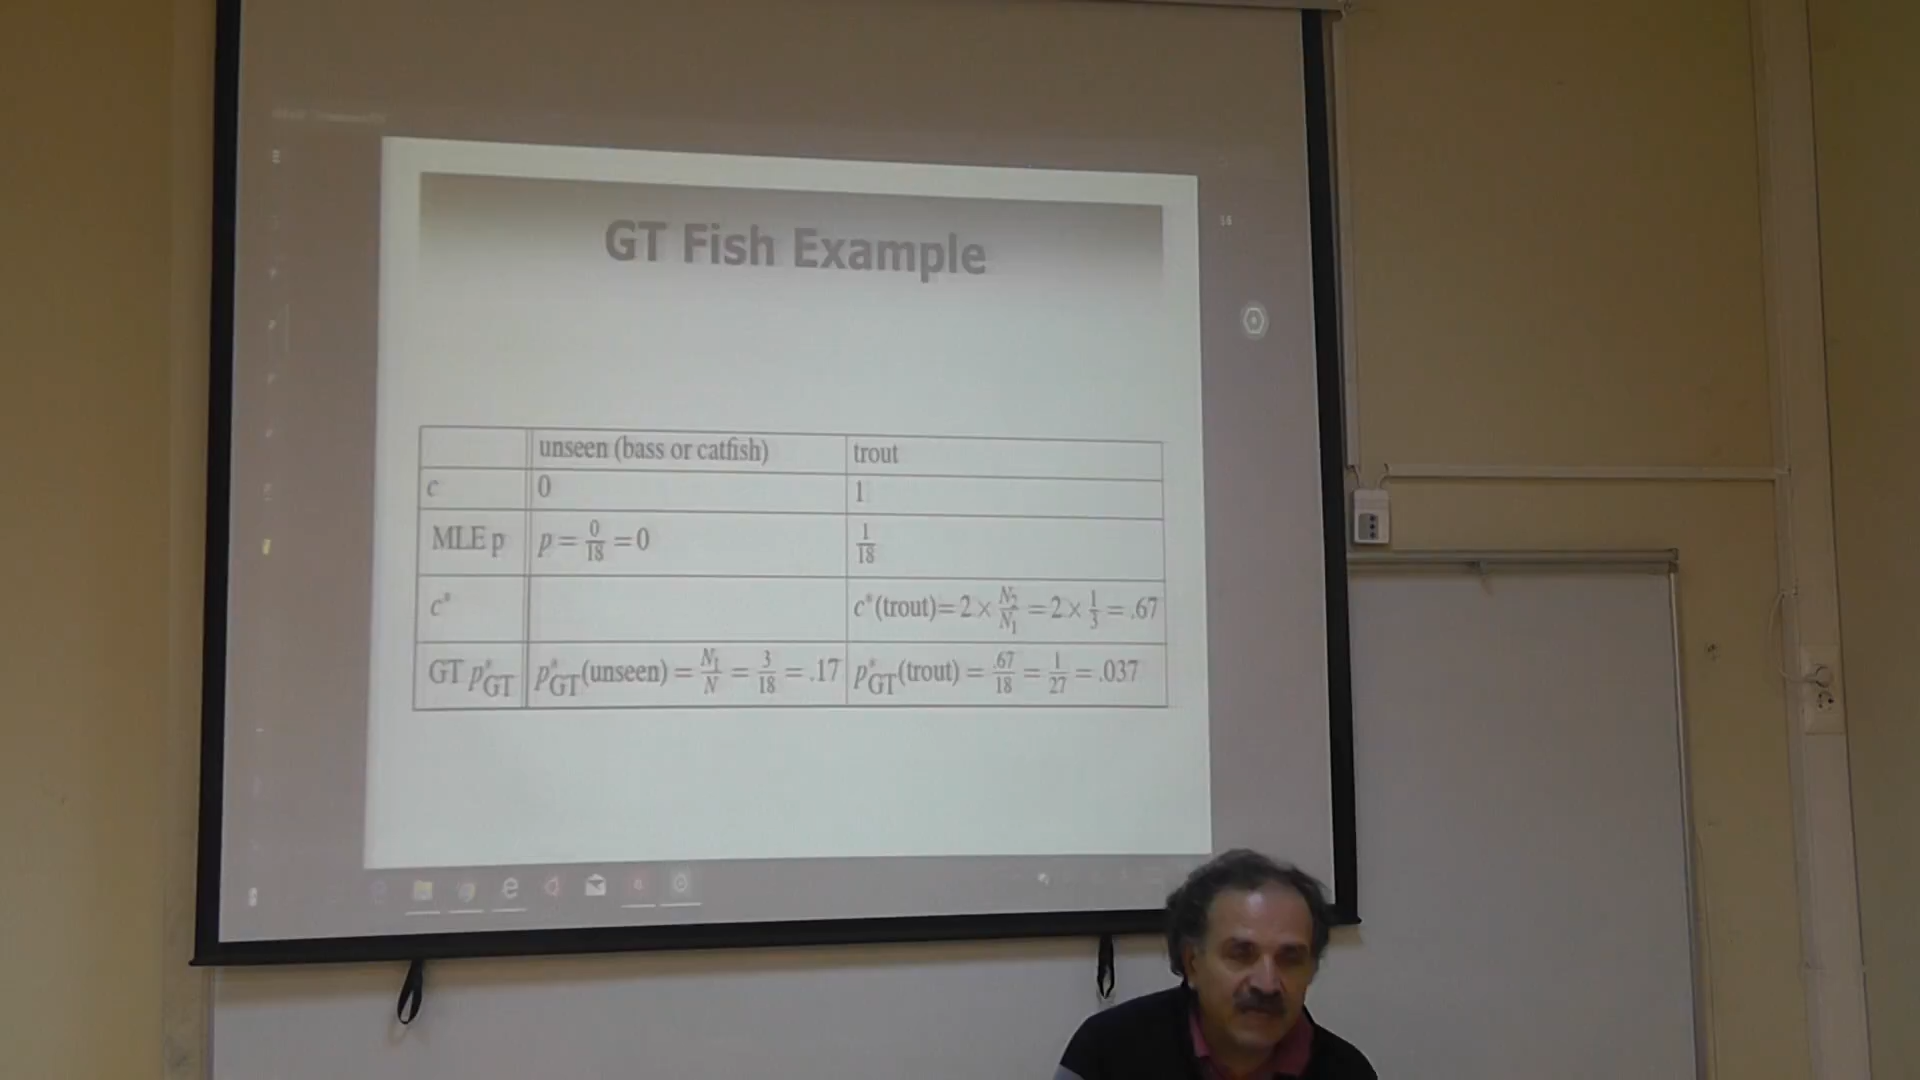 GT Fish Example
unseen (bass or catfish) trout
c 0 1
MLE p p = 0/18 = 0 1/18
c* c*(trout) = 2 × N₂/N₁ = 2 × 1/3 = .67
GT p*GT p*GT(unseen) = N₁/N = 3/18 = .17 p*GT(trout) = .67/18 = 1/27 = .037